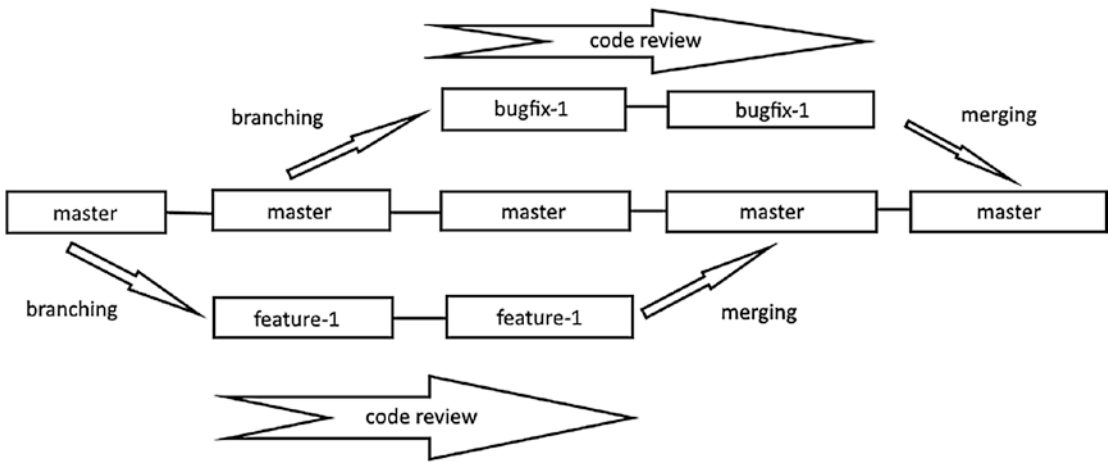 code review
bugfix-1
bugfix-1
branching
merging
master
master
master
master
master
branching
feature-1
feature-1
merging
code review